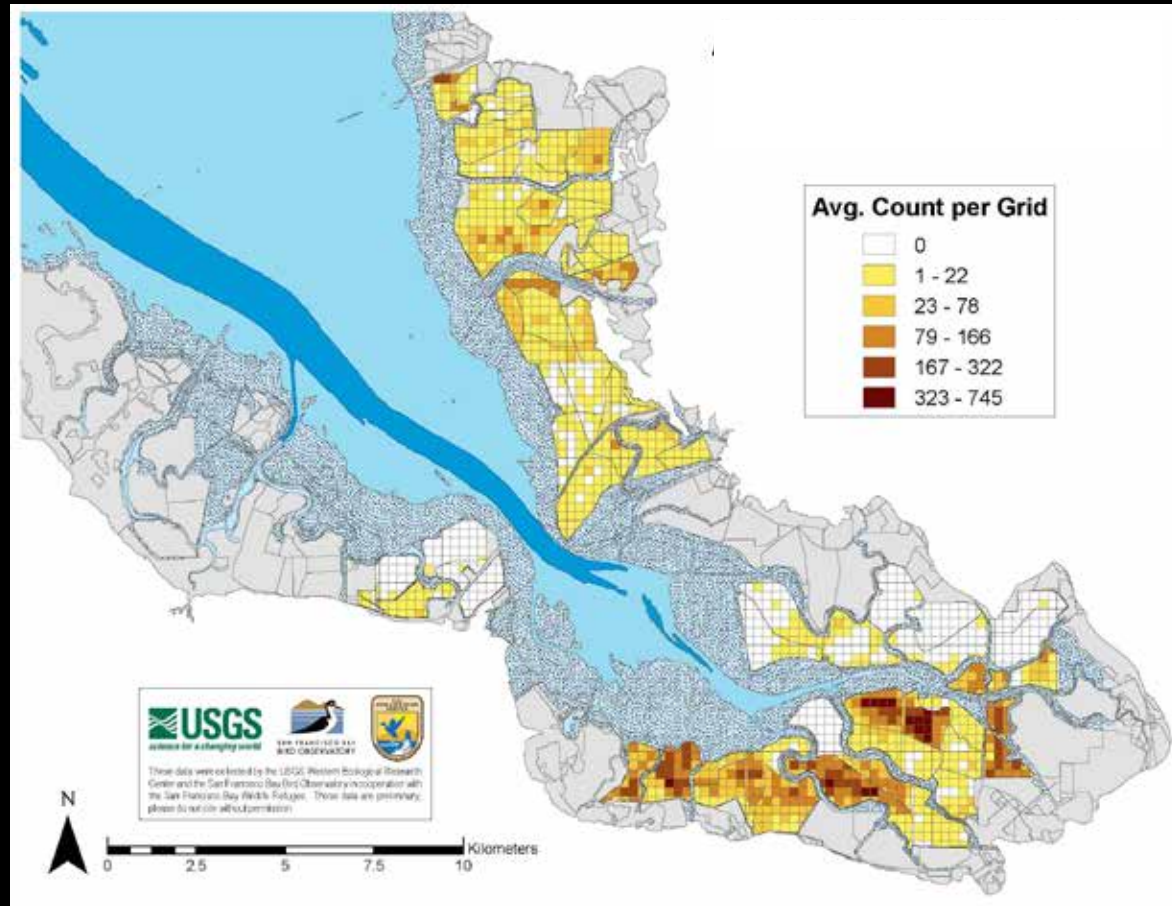 Avg. Count per Grid
0
1 - 22
23 - 78
79 - 166
167 - 322
323 - 745
USGS
science for a changing world
SAN FRANCISCO BAY
BIRD OBSERVATORY
These data were collected by the USGS Western Ecological Research
Center and the San Francisco Bay Bird Observatory in cooperation with
the San Francisco Bay Wildlife Refuges. These data are preliminary,
please do not cite without permission.
N
Kilometers
0 2.5 5 7.5 10